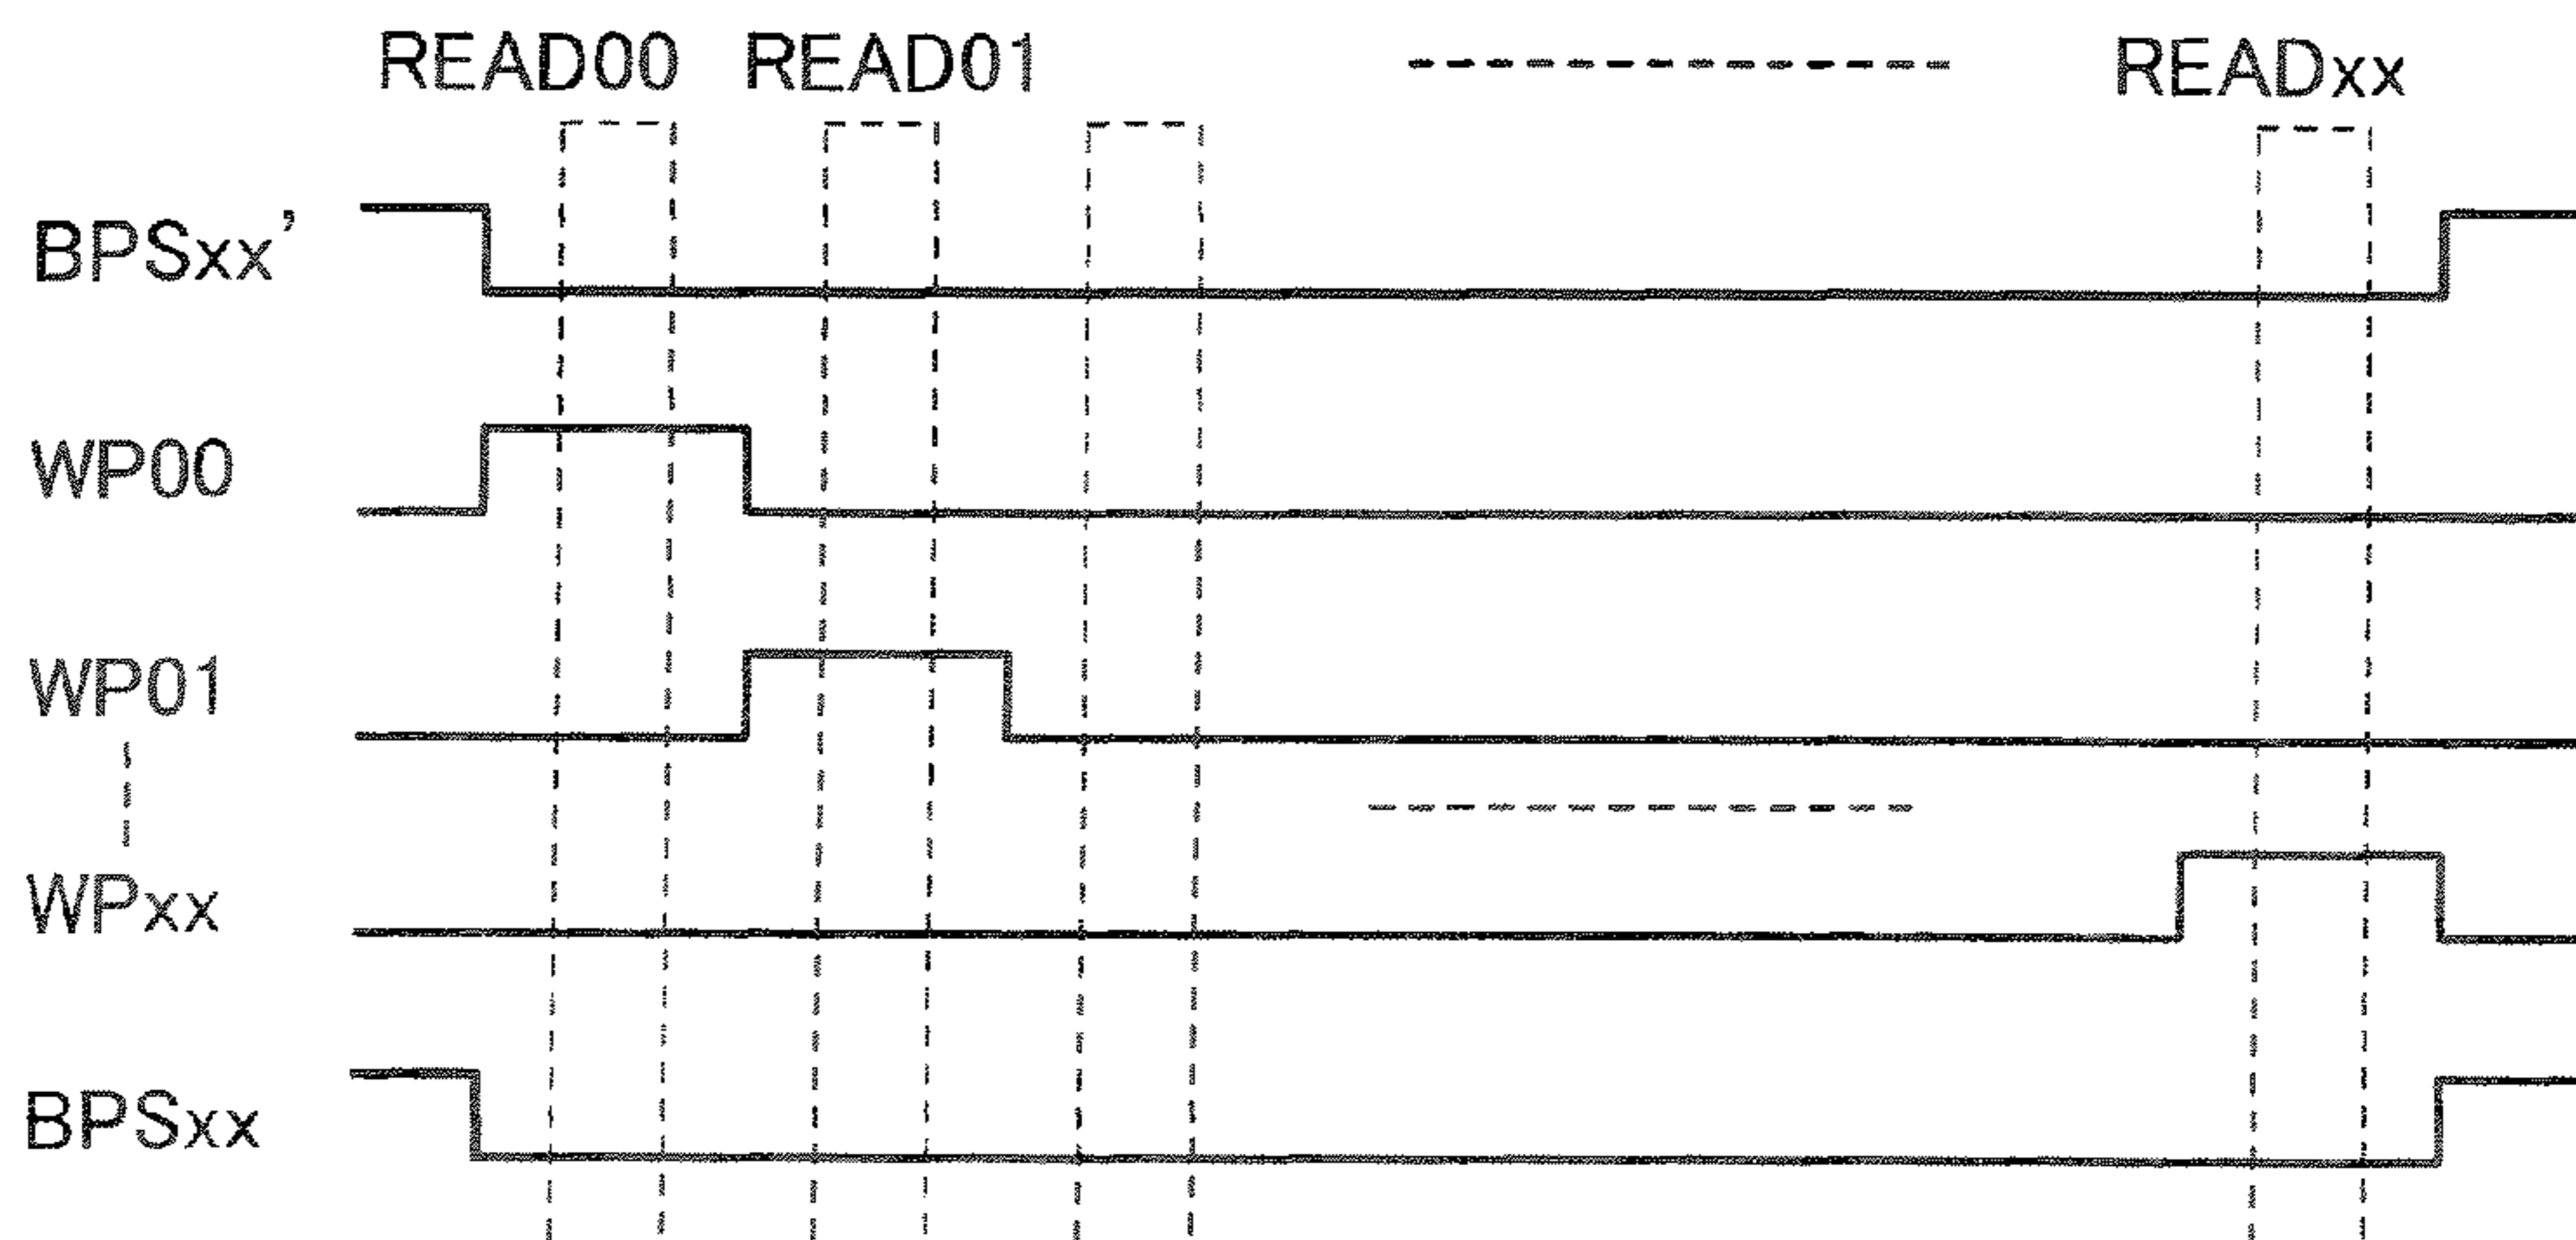 READ00 READ01 READxx
BPSxx'
WP00
WP01
WPxx
BPSxx